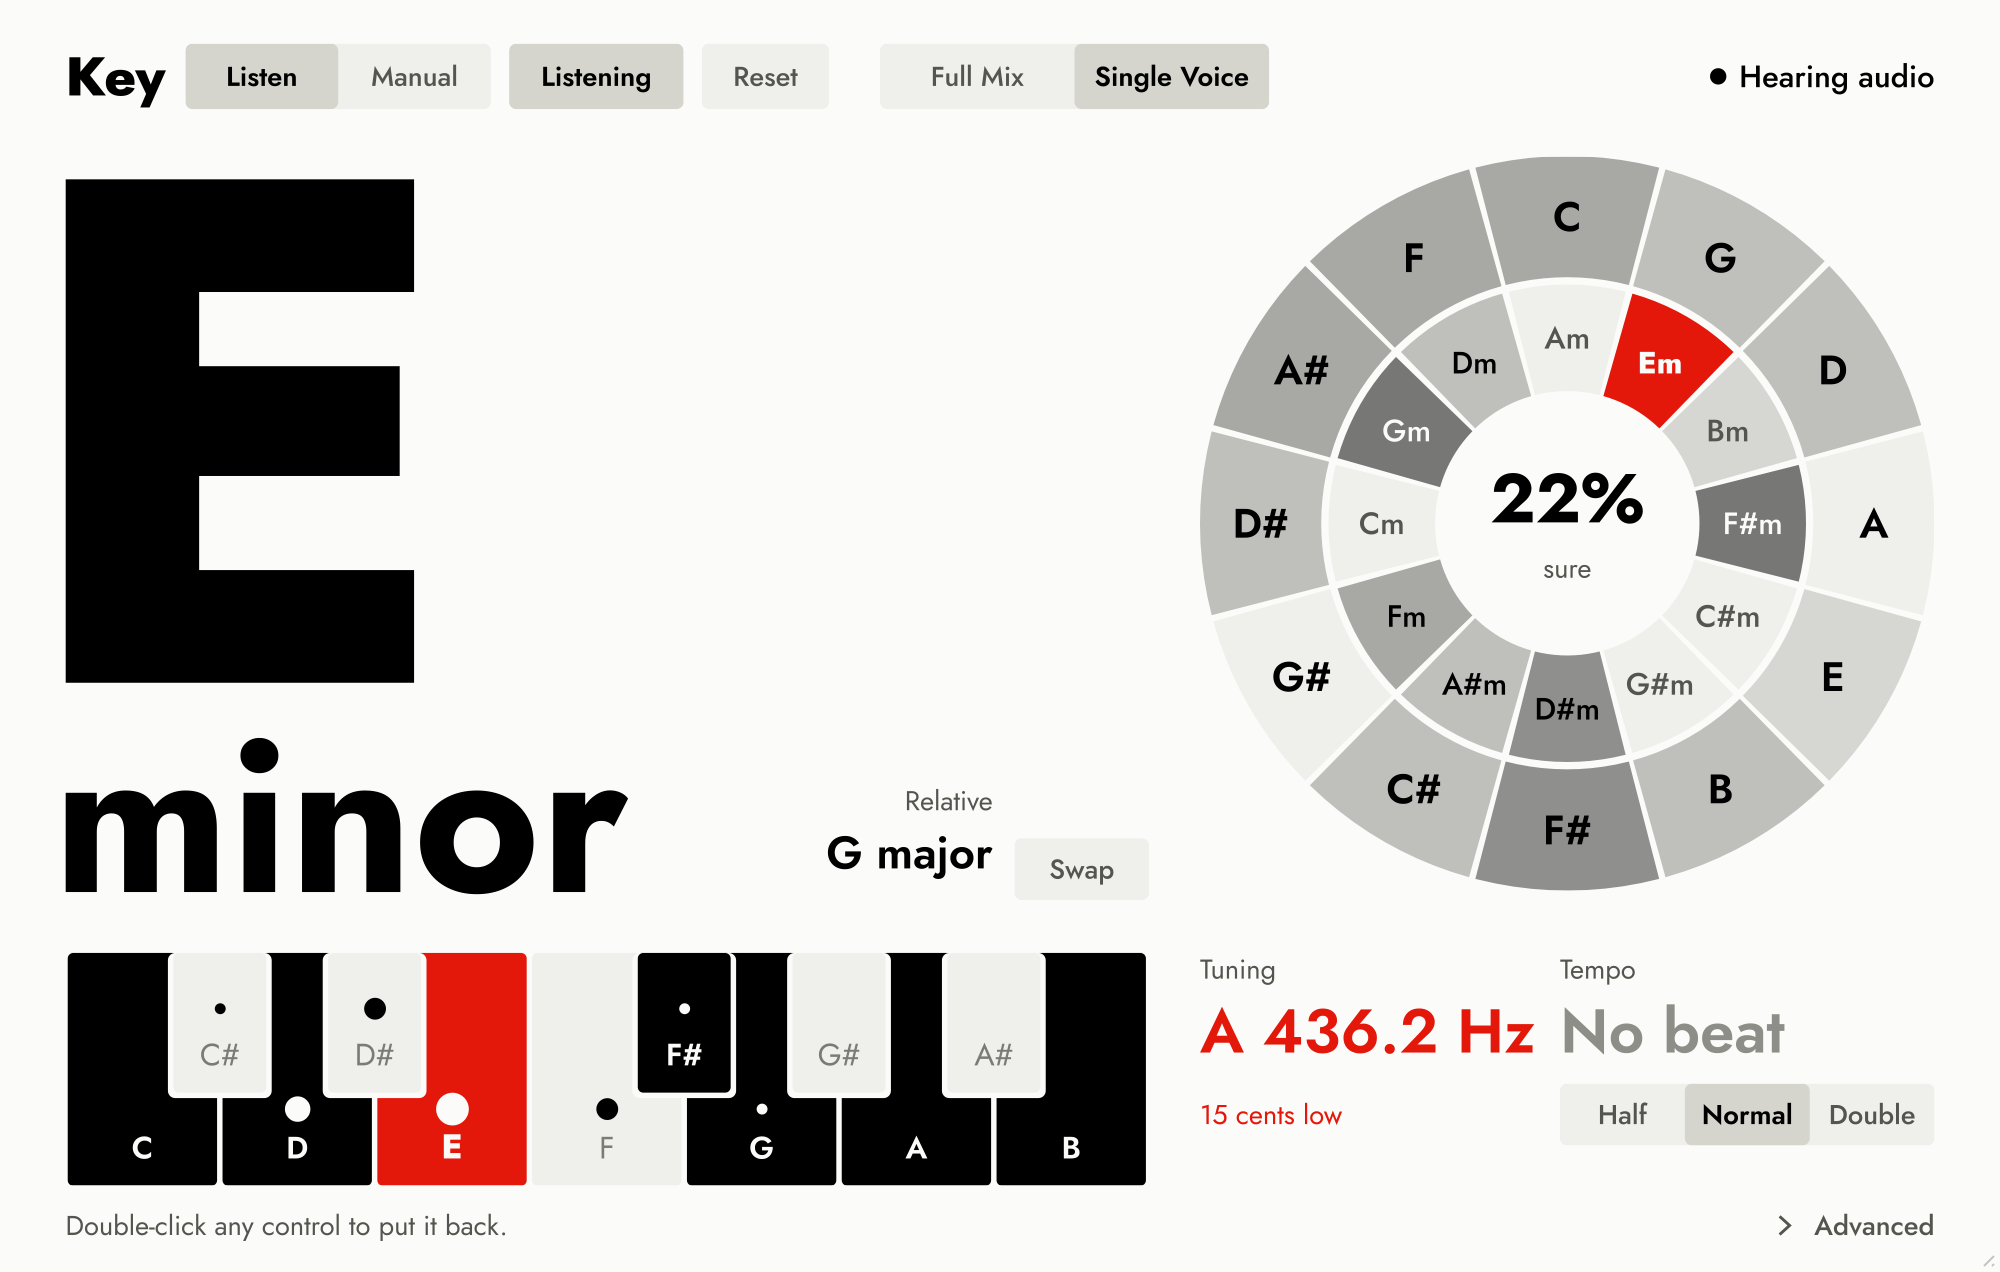 Key
Listen
Manual
Listening
Reset
Full Mix
Single Voice
Hearing audio
E
minor
Relative
G major
Swap
C
G
D
A
E
B
F#
C#
G#
D#
A#
F
Am
Em
Bm
F#m
C#m
G#m
D#m
A#m
Fm
Cm
Gm
Dm
22%
sure
C#
D#
F#
G#
A#
C
D
E
F
G
A
B
Tuning
A 436.2 Hz
15 cents low
Tempo
No beat
Half
Normal
Double
Double-click any control to put it back.
Advanced